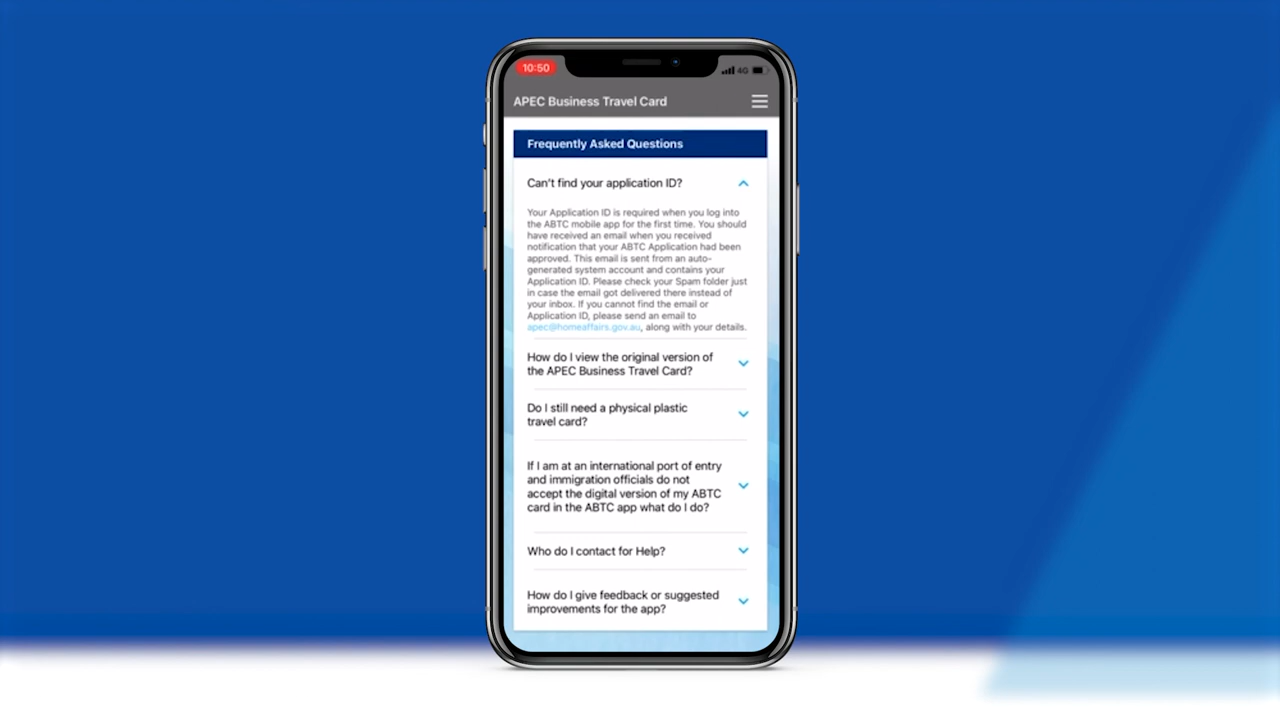 10:50
4G
APEC Business Travel Card
Frequently Asked Questions
Can't find your application ID?
Your Application ID is required when you log into
the ABTC mobile app for the first time. You should
have received an email when you received
notification that your ABTC Application had been
approved. This email is sent from an auto-
generated system account and contains your
Application ID. Please check your Spam folder just
in case the email got delivered there instead of
your inbox. If you cannot find the email or
Application ID, please send an email to
apec@homeaffairs.gov.au, along with your details.
How do I view the original version of
the APEC Business Travel Card?
Do I still need a physical plastic
travel card?
If I am at an international port of entry
and immigration officials do not
accept the digital version of my ABTC
card in the ABTC app what do I do?
Who do I contact for Help?
How do I give feedback or suggested
improvements for the app?